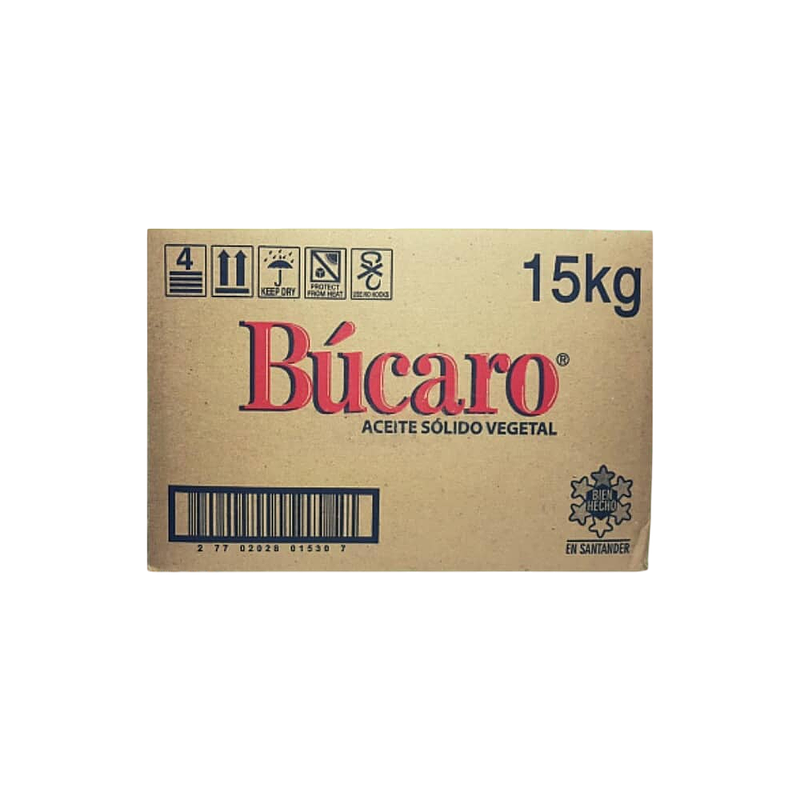 4
KEEP DRY
PROTECT
FROM HEAT
USE NO HOOKS
15kg
Búcaro®
ACEITE SÓLIDO VEGETAL
2 77 02028 01530 7
BIEN
HECHO
EN SANTANDER